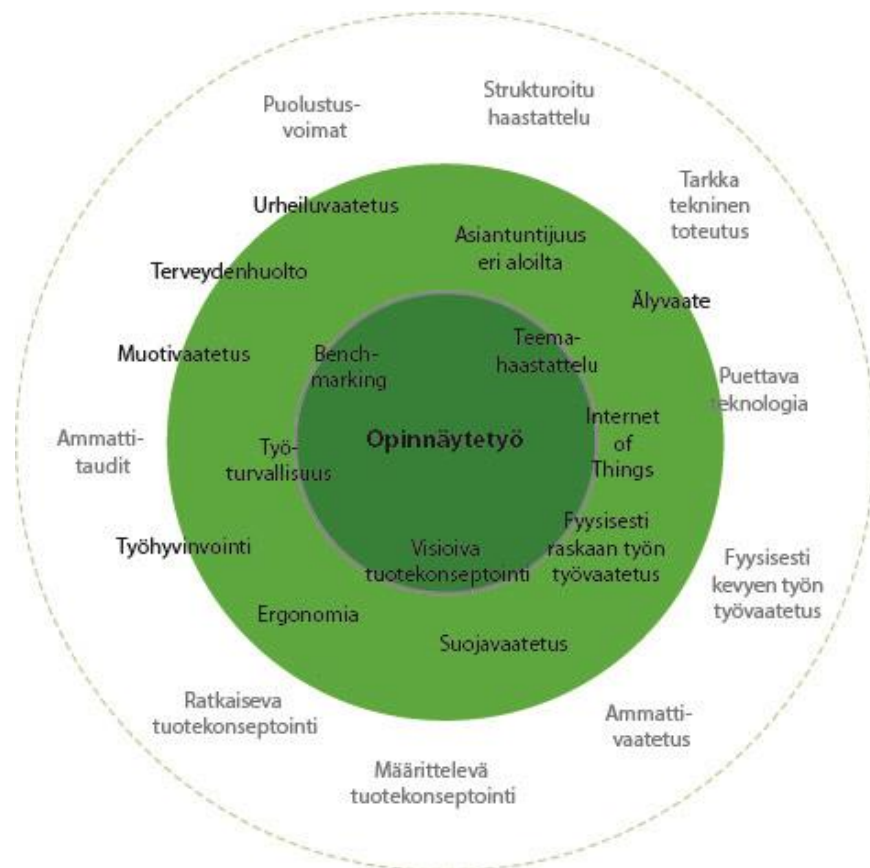 Strukturoitu
haastattelu
Puolustus-
voimat
Tarkka
tekninen
toteutus
Urheiluvaatetus
Asiantuntijuus
eri aloilta
Terveydenhuolto
Älyvaate
Muotivaatetus
Bench-
marking
Teema-
haastattelu
Puettava
teknologia
Ammatti-
taudit
Työ-
turvallisuus
Opinnäytetyö
Internet
of
Things
Työhyvinvointi
Visioiva
tuotekonseptointi
Fyysisesti
raskaan työn
työvaatetus
Fyysisesti
kevyen työn
työvaatetus
Ergonomia
Suojavaatetus
Ratkaiseva
tuotekonseptointi
Ammatti-
vaatetus
Määrittelevä
tuotekonseptointi